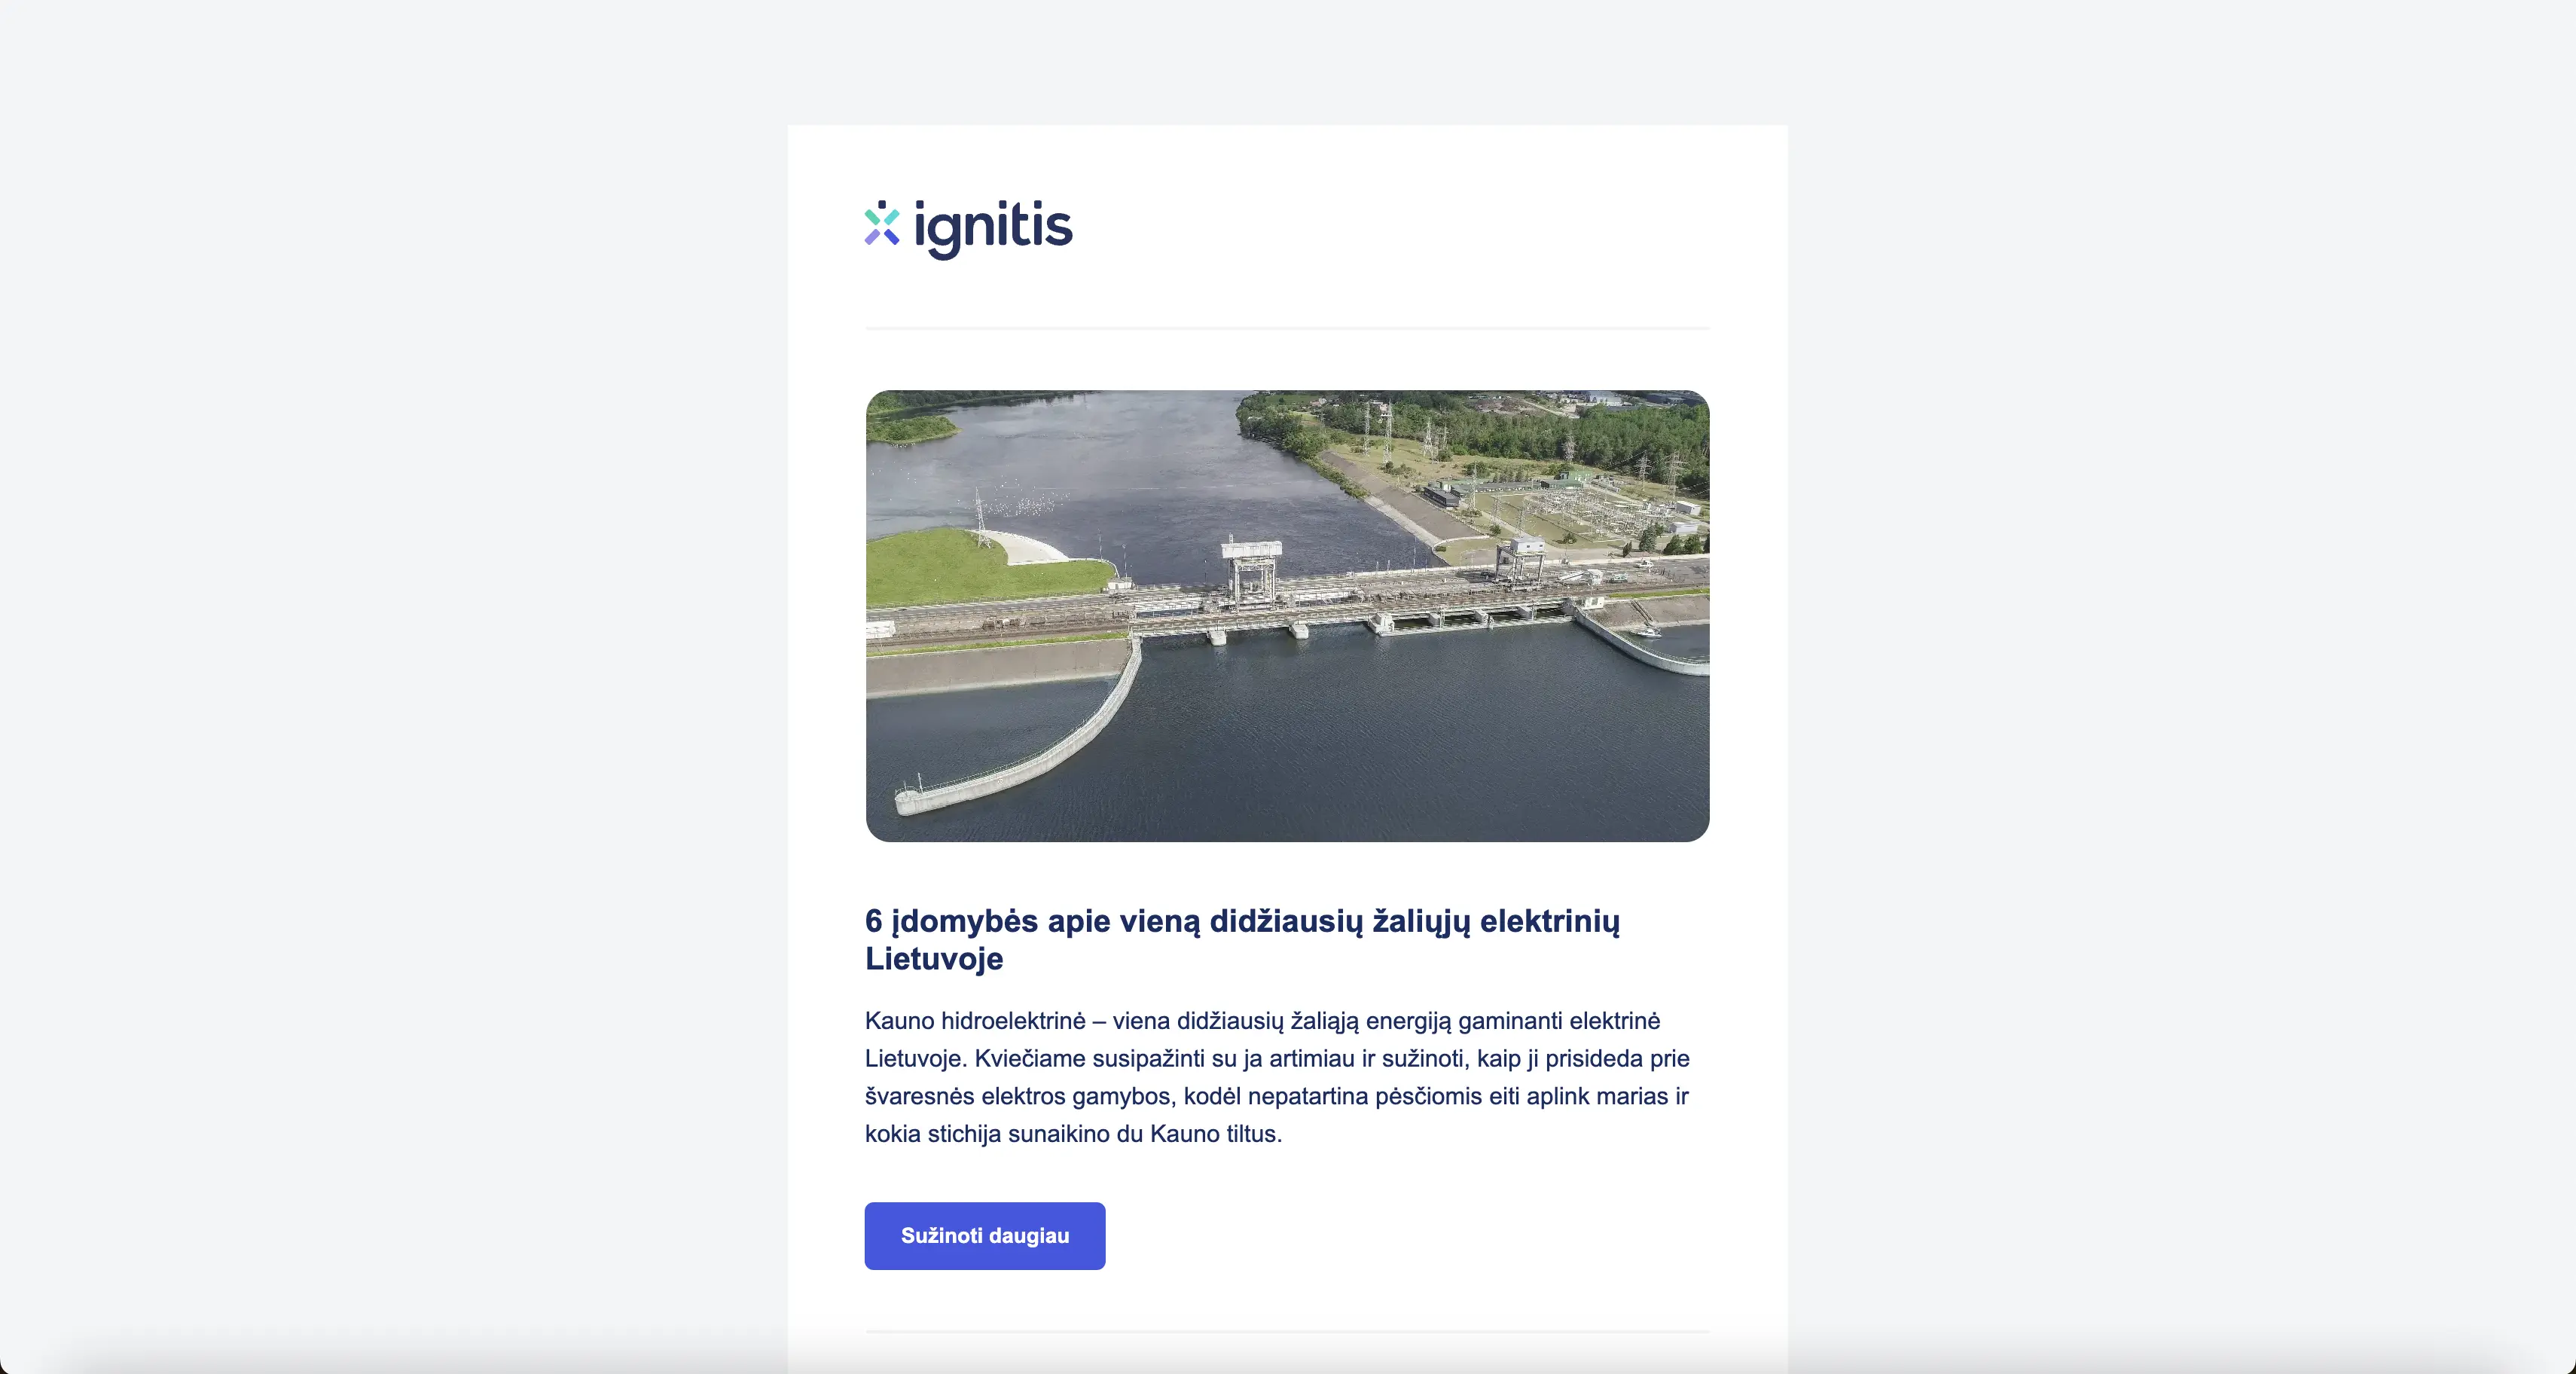 ignitis
6 įdomybės apie vieną didžiausių žaliųjų elektrinių
Lietuvoje
Kauno hidroelektrinė – viena didžiausių žaliąją energiją gaminanti elektrinė
Lietuvoje. Kviečiame susipažinti su ja artimiau ir sužinoti, kaip ji prisideda prie
švaresnės elektros gamybos, kodėl nepatartina pėsčiomis eiti aplink marias ir
kokia stichija sunaikino du Kauno tiltus.
Sužinoti daugiau